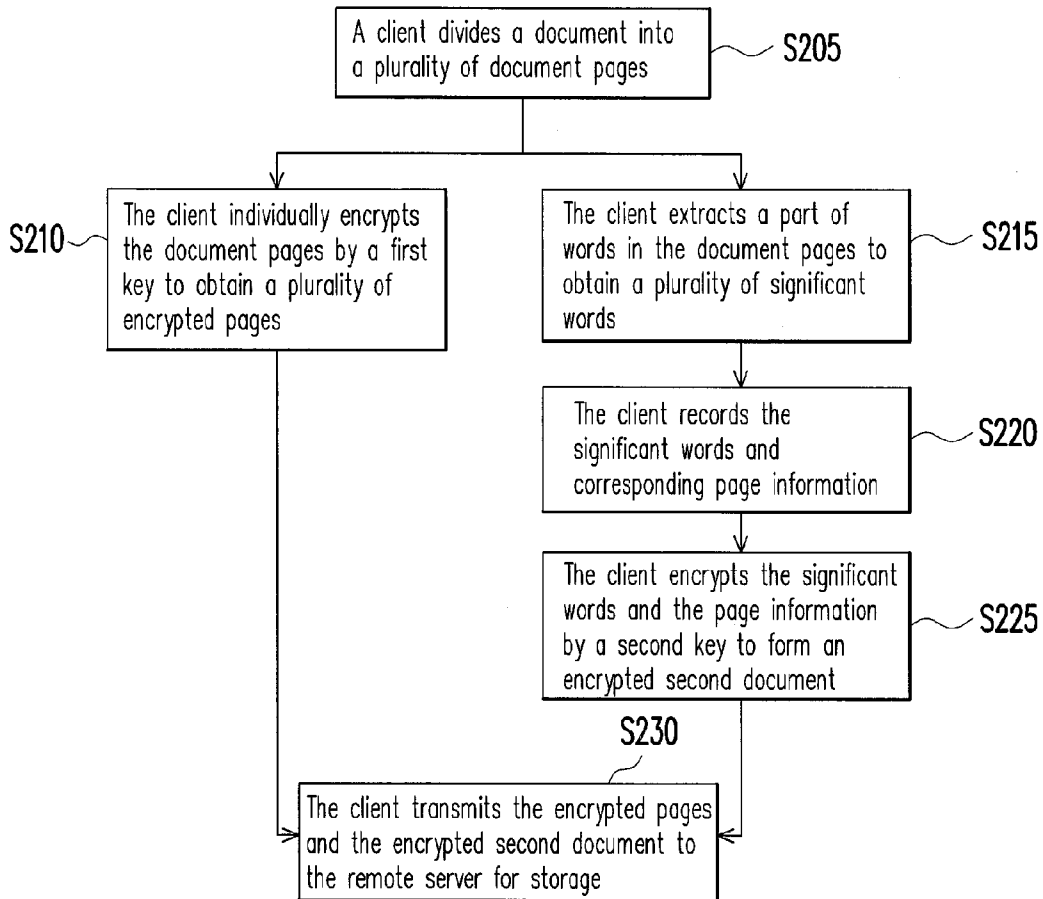 A client divides a document into
a plurality of document pages
S205
The client individually encrypts
the document pages by a first
key to obtain a plurality of
encrypted pages
S210
The client extracts a part of
words in the document pages to
obtain a plurality of significant
words
S215
The client records the
significant words and
corresponding page information
S220
The client encrypts the significant
words and the page information
by a second key to form an
encrypted second document
S225
S230
The client transmits the encrypted pages
and the encrypted second document to
the remote server for storage